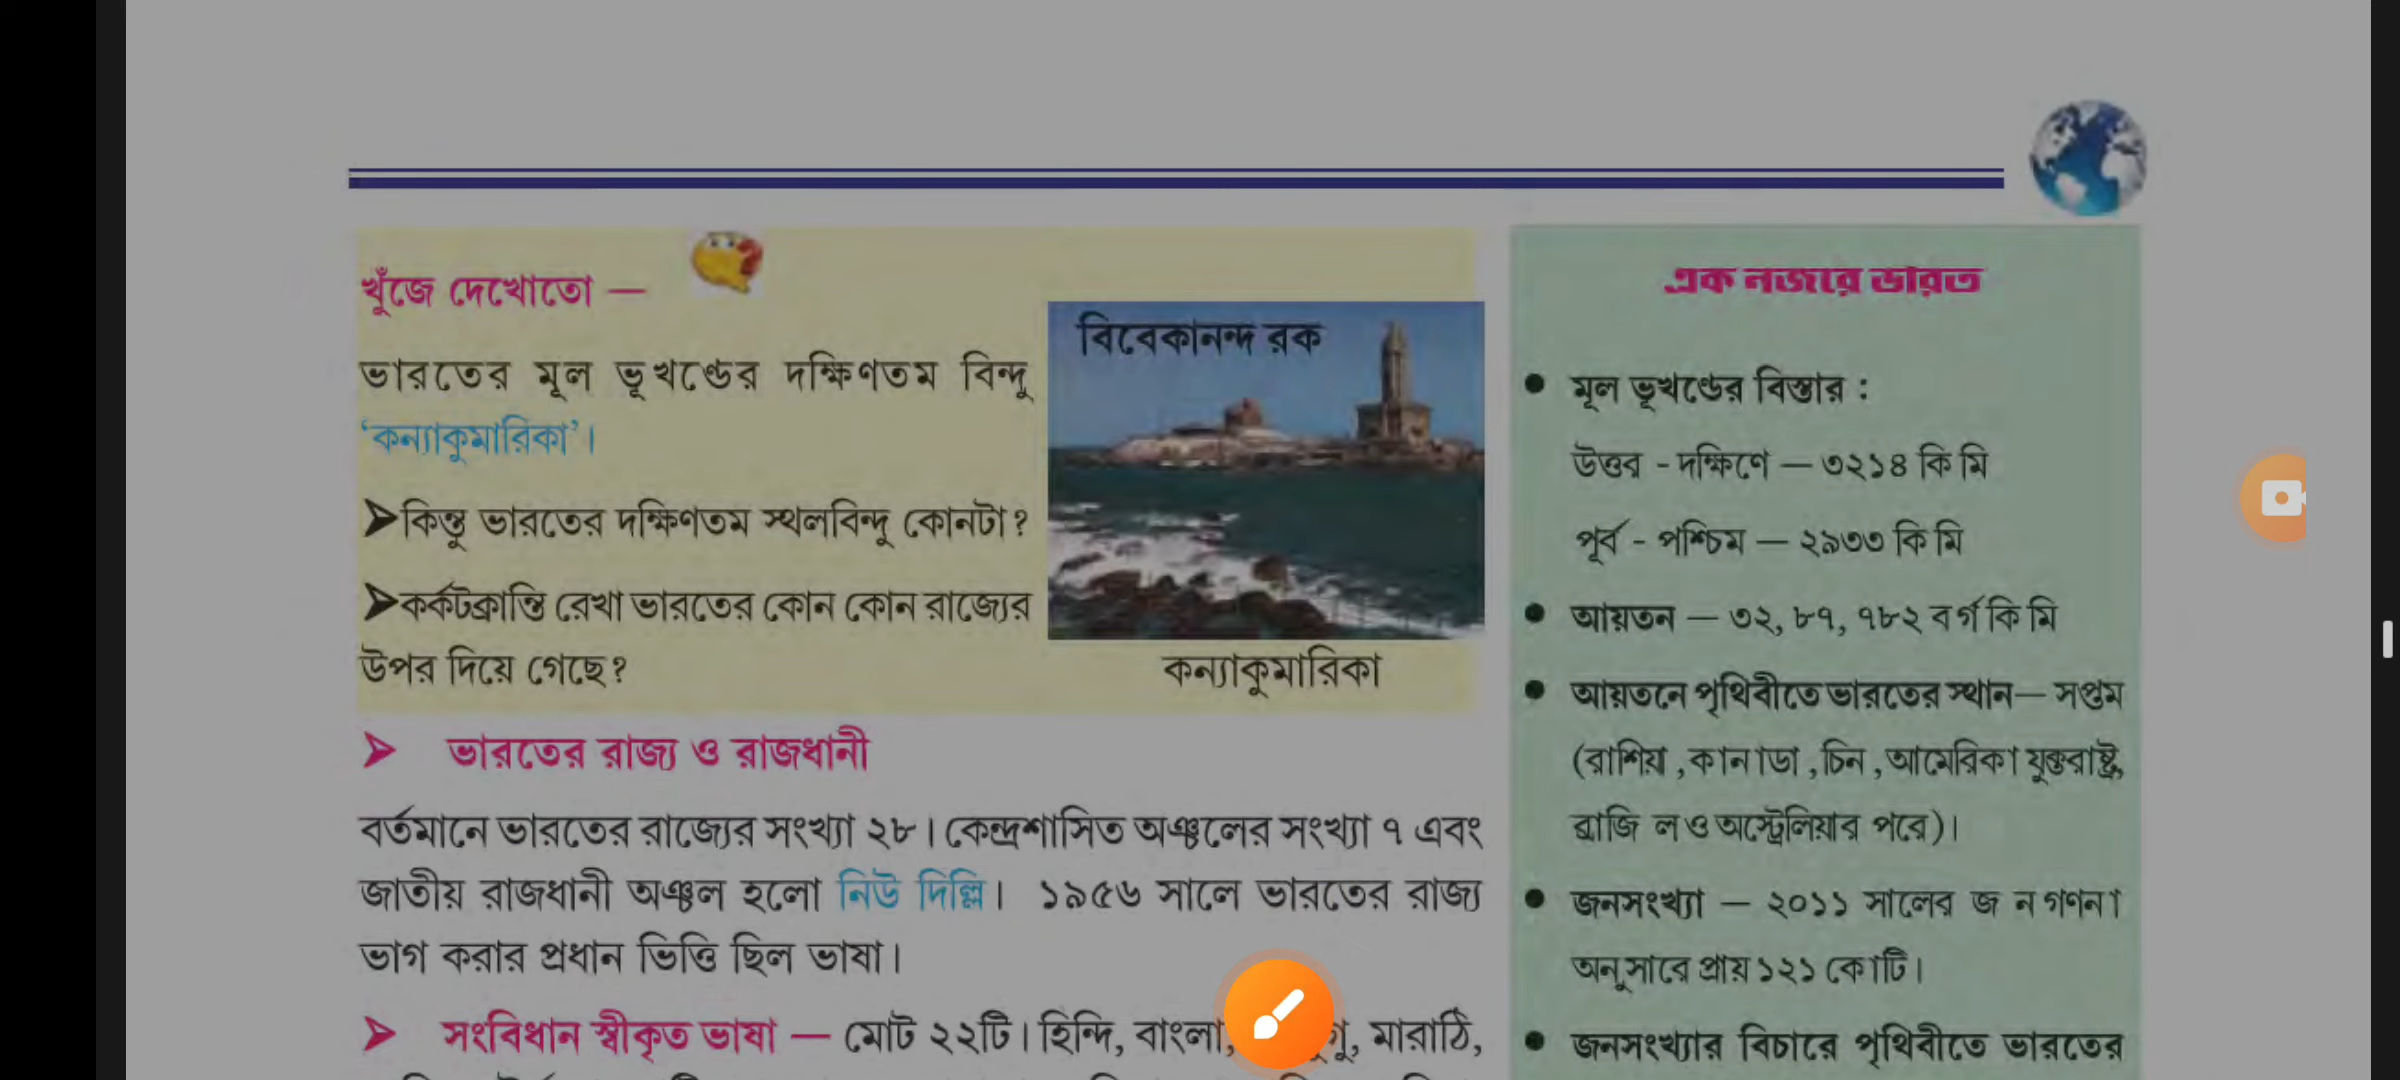 খুঁজে দেখোতো —
ভারতের মূল ভূখণ্ডের দক্ষিণতম বিন্দু
‘কন্যাকুমারিকা’।
➤কিন্তু ভারতের দক্ষিণতম স্থলবিন্দু কোনটা?
➤কর্কটক্রান্তি রেখা ভারতের কোন কোন রাজ্যের
উপর দিয়ে গেছে?
বিবেকানন্দ রক
কন্যাকুমারিকা
➤ ভারতের রাজ্য ও রাজধানী
বর্তমানে ভারতের রাজ্যের সংখ্যা ২৮। কেন্দ্রশাসিত অঞ্চলের সংখ্যা ৭ এবং
জাতীয় রাজধানী অঞ্চল হলো নিউ দিল্লি। ১৯৫৬ সালে ভারতের রাজ্য
ভাগ করার প্রধান ভিত্তি ছিল ভাষা।
➤ সংবিধান স্বীকৃত ভাষা — মোট ২২টি। হিন্দি, বাংলা, মারাঠি,
এক নজরে ভারত
• মূল ভূখণ্ডের বিস্তার :
উত্তর - দক্ষিণে — ৩২১৪ কি মি
পূর্ব - পশ্চিম — ২৯৩৩ কি মি
• আয়তন — ৩২, ৮৭, ৭৮২ বর্গ কি মি
• আয়তনে পৃথিবীতে ভারতের স্থান— সপ্তম
(রাশিয়া ,কানাডা ,চিন ,আমেরিকা যুক্তরাষ্ট্র,
ব্রাজিল ও অস্ট্রেলিয়ার পরে)।
• জনসংখ্যা — ২০১১ সালের জনগণনা
অনুসারে প্রায় ১২১ কোটি।
• জনসংখ্যার বিচারে পৃথিবীতে ভারতের